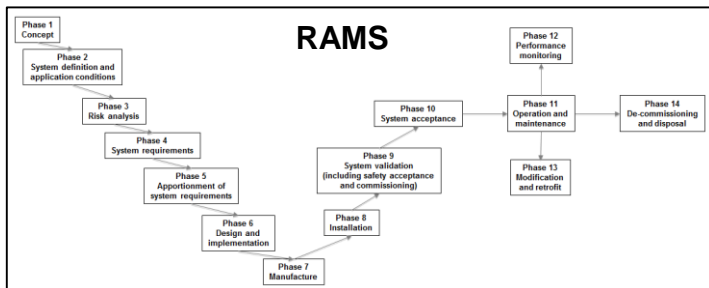 RAMS
Phase 1
Concept
Phase 2
System definition and
application conditions
Phase 3
Risk analysis
Phase 4
System requirements
Phase 5
Apportionment of
system requirements
Phase 6
Design and
implementation
Phase 7
Manufacture
Phase 8
Installation
Phase 9
System validation
(including safety acceptance
and commissioning)
Phase 10
System acceptance
Phase 11
Operation and
maintenance
Phase 12
Performance
monitoring
Phase 13
Modification
and retrofit
Phase 14
De-commissioning
and disposal